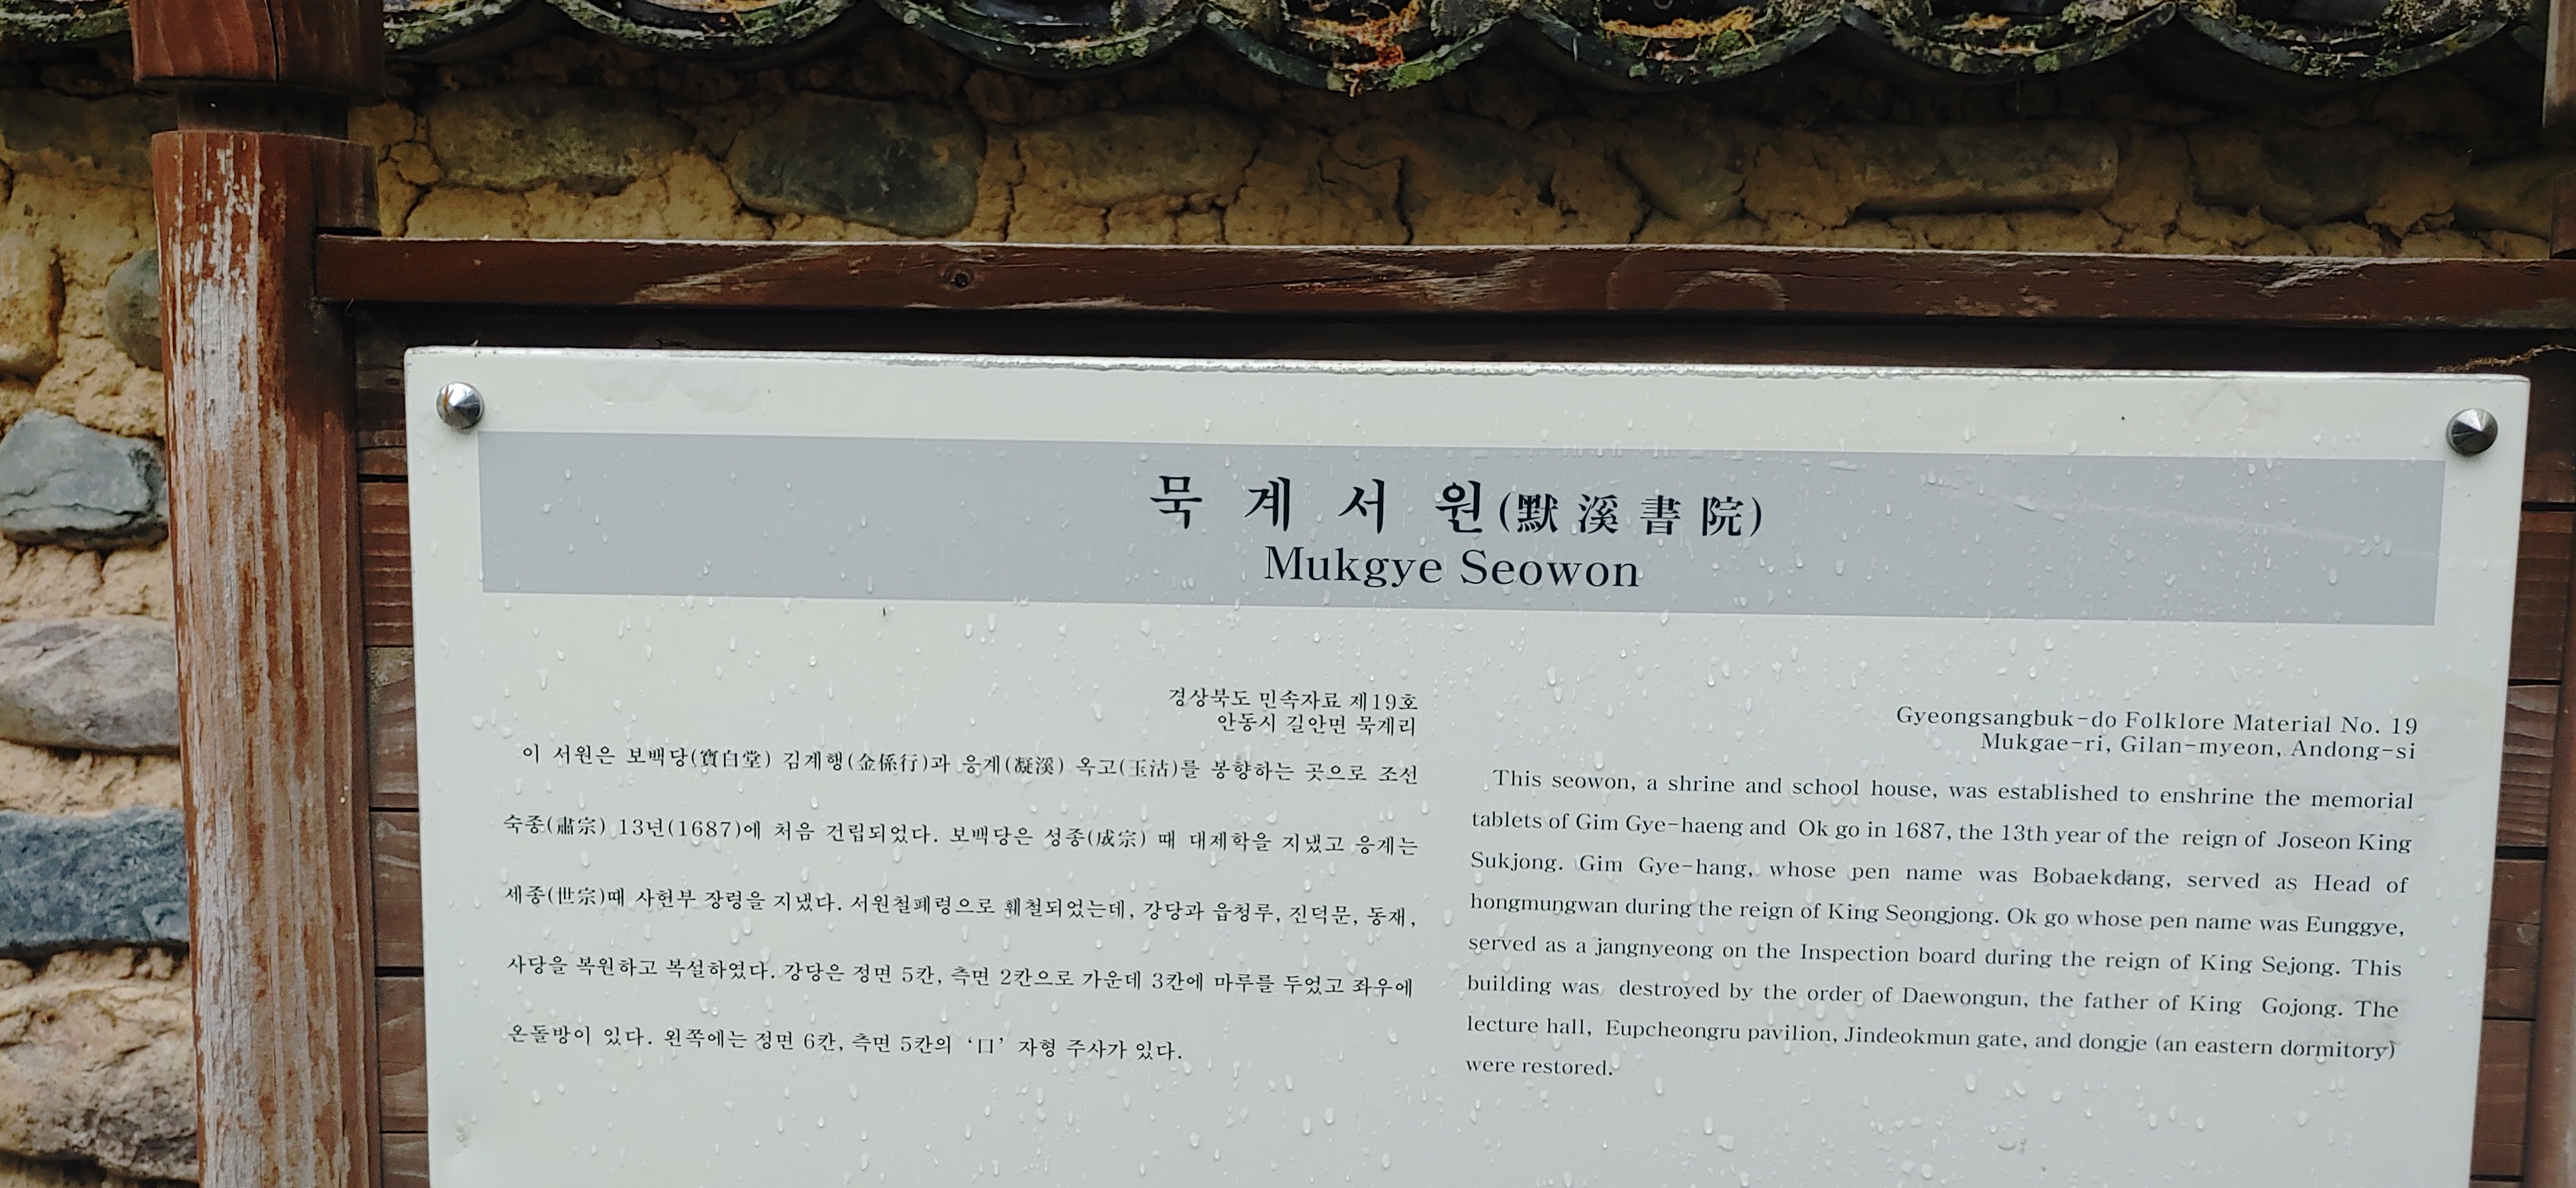 묵 계 서 원(默溪書院)
Mukgye Seowon
경상북도 민속자료 제19호
안동시 길안면 묵계리
이 서원은 보백당(寶白堂) 김계행(金係行)과 응계(凝溪) 옥고(玉沽)를 봉향하는 곳으로 조선
숙종(肅宗) 13년(1687)에 처음 건립되었다. 보백당은 성종(成宗) 때 대제학을 지냈고 응계는
세종(世宗)때 사헌부 장령을 지냈다. 서원철폐령으로 훼철되었는데, 강당과 읍청루, 진덕문, 동재,
사당을 복원하고 복설하였다. 강당은 정면 5칸, 측면 2칸으로 가운데 3칸에 마루를 두었고 좌우에
온돌방이 있다. 왼쪽에는 정면 6칸, 측면 5칸의 ‘口’ 자형 주사가 있다.
Gyeongsangbuk-do Folklore Material No. 19
Mukgae-ri, Gilan-myeon, Andong-si
This seowon, a shrine and school house, was established to enshrine the memorial
tablets of Gim Gye-haeng and Ok go in 1687, the 13th year of the reign of Joseon King
Sukjong. Gim Gye-hang, whose pen name was Bobaekdang, served as Head of
hongmungwan during the reign of King Seongjong. Ok go whose pen name was Eunggye,
served as a jangnyeong on the Inspection board during the reign of King Sejong. This
building was destroyed by the order of Daewongun, the father of King Gojong. The
lecture hall, Eupcheongru pavilion, Jindeokmun gate, and dongje (an eastern dormitory)
were restored.